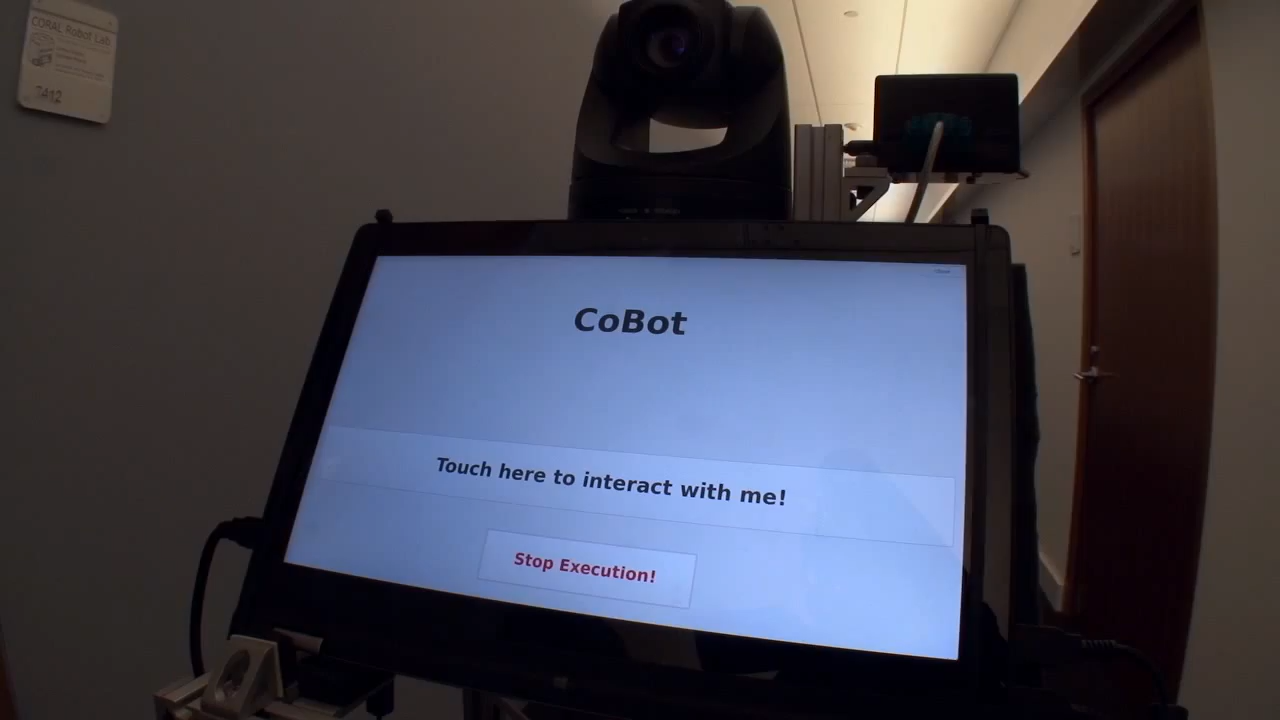 CORAL Robot Lab
7412
CoBot
Touch here to interact with me!
Stop Execution!